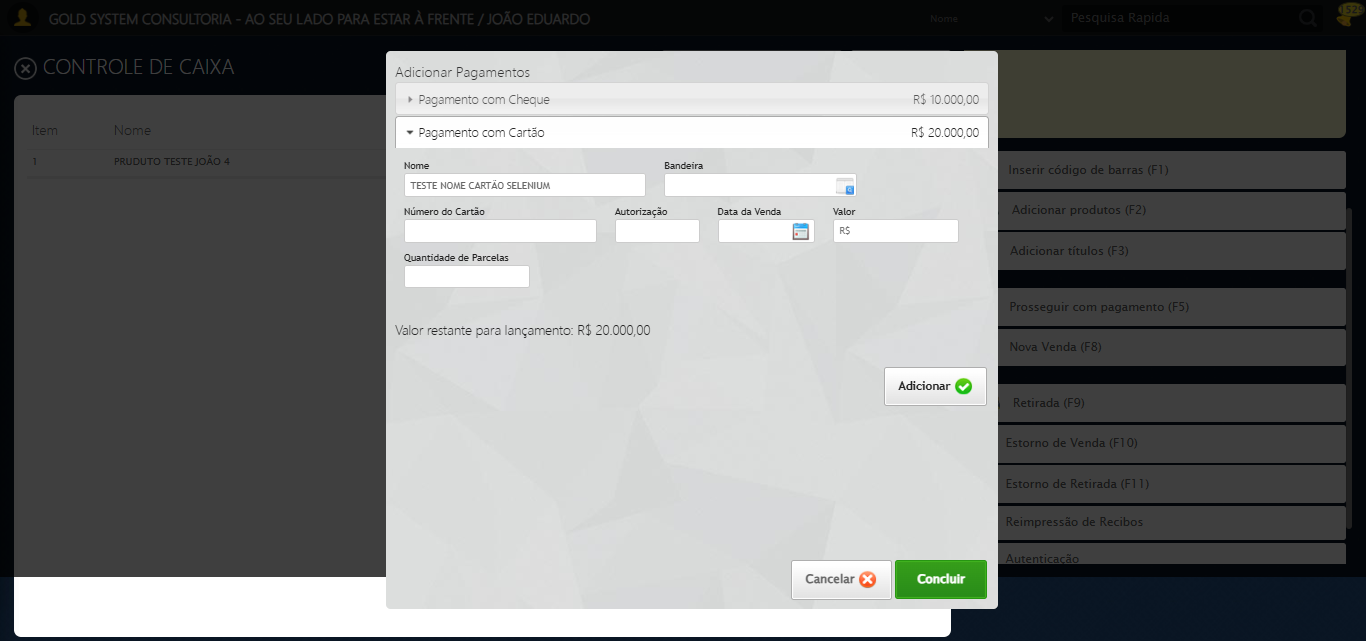 GOLD SYSTEM CONSULTORIA - AO SEU LADO PARA ESTAR À FRENTE / JOÃO EDUARDO
Nome
Pesquisa Rapida
CONTROLE DE CAIXA
Item Nome
1 PRUDUTO TESTE JOÃO 4
Adicionar Pagamentos
Pagamento com Cheque R$ 10.000,00
Pagamento com Cartão R$ 20.000,00
Nome Bandeira
TESTE NOME CARTÃO SELENIUM
Número do Cartão Autorização Data da Venda Valor
R$
Quantidade de Parcelas
Valor restante para lançamento: R$ 20.000,00
Adicionar
Cancelar
Concluir
Inserir código de barras (F1)
Adicionar produtos (F2)
Adicionar títulos (F3)
Prosseguir com pagamento (F5)
Nova Venda (F8)
Retirada (F9)
Estorno de Venda (F10)
Estorno de Retirada (F11)
Reimpressão de Recibos
Autenticação